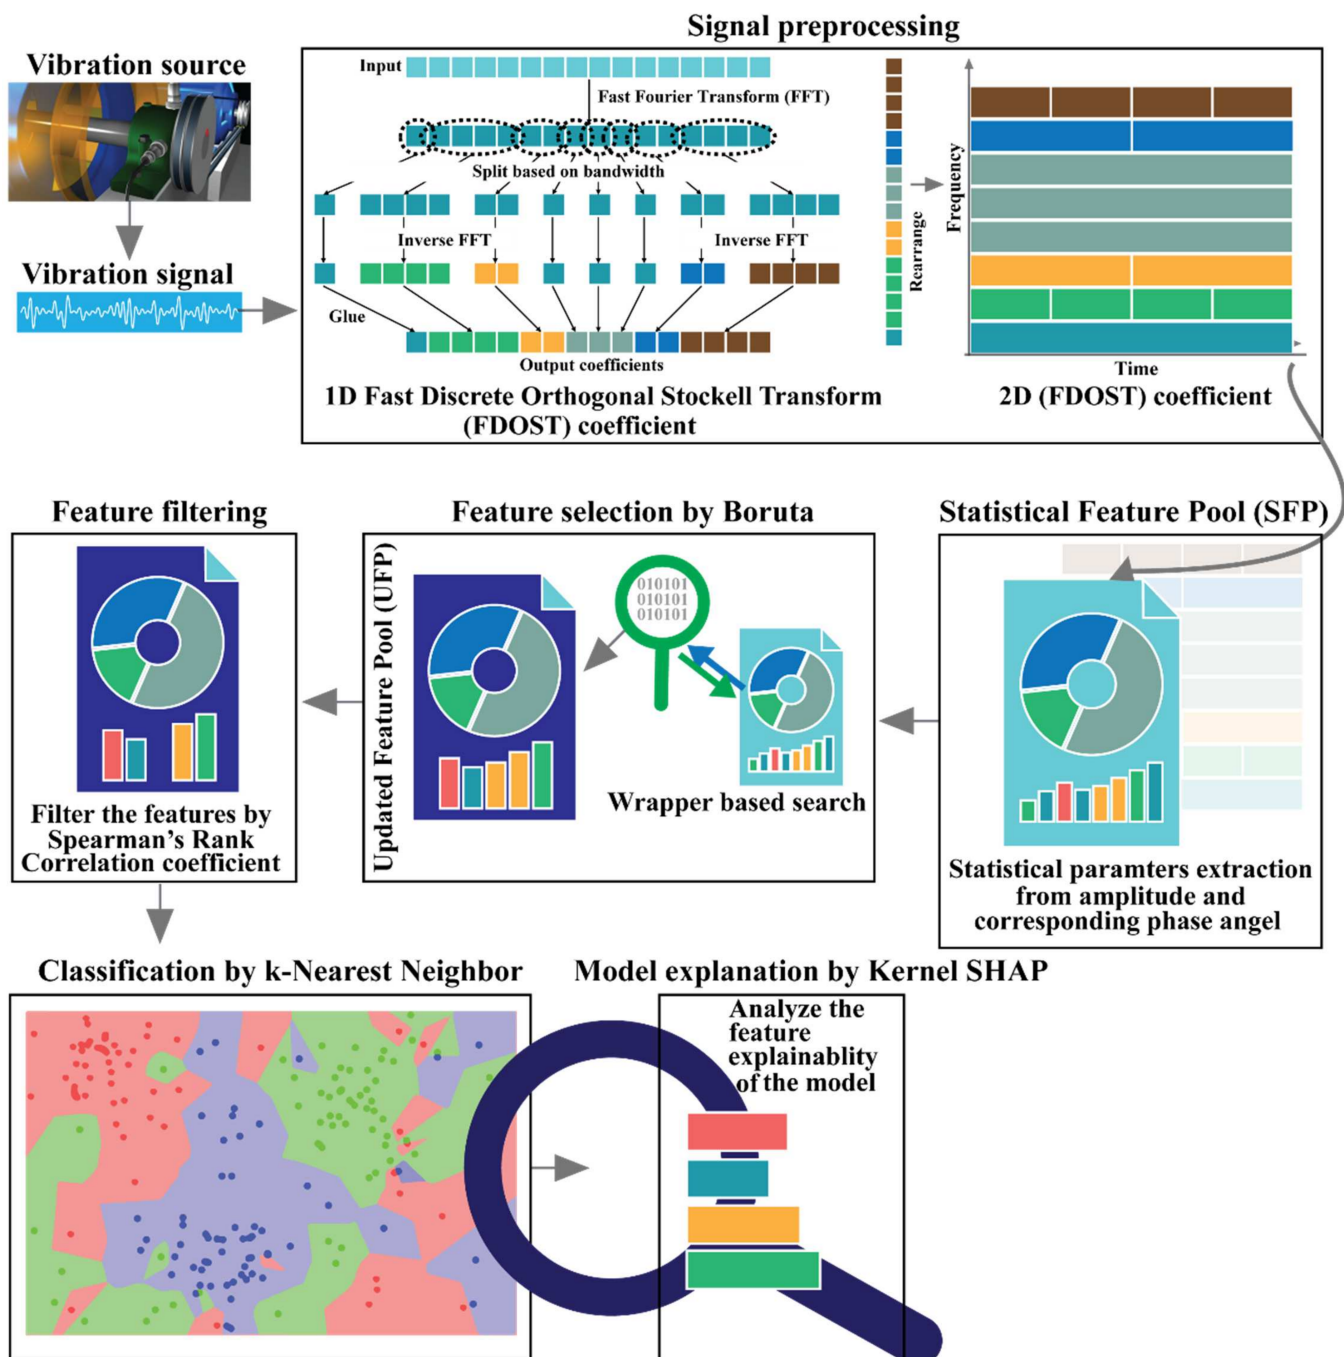 Signal preprocessing
Vibration source
Vibration signal
Input
Fast Fourier Transform (FFT)
Split based on bandwidth
Inverse FFT
Inverse FFT
Glue
Output coefficients
1D Fast Discrete Orthogonal Stockell Transform
(FDOST) coefficient
Rearrange
Frequency
Time
2D (FDOST) coefficient
Feature filtering
Filter the features by
Spearman's Rank
Correlation coefficient
Feature selection by Boruta
Updated Feature Pool (UFP)
010101
010101
010101
Wrapper based search
Statistical Feature Pool (SFP)
Statistical paramters extraction
from amplitude and
corresponding phase angel
Classification by k-Nearest Neighbor
Model explanation by Kernel SHAP
Analyze the
feature
explainablity
of the model